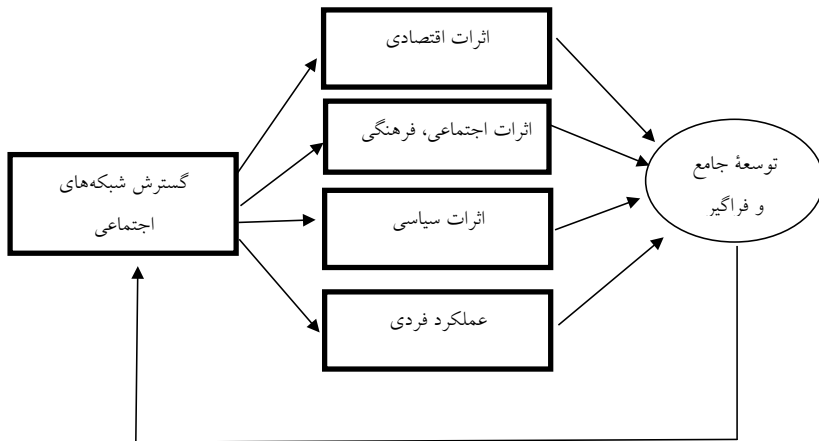 اثرات اقتصادی
اثرات اجتماعی، فرهنگی
توسعۀ جامع
و فراگیر
گسترش شبکه‌های
اجتماعی
اثرات سیاسی
عملکرد فردی